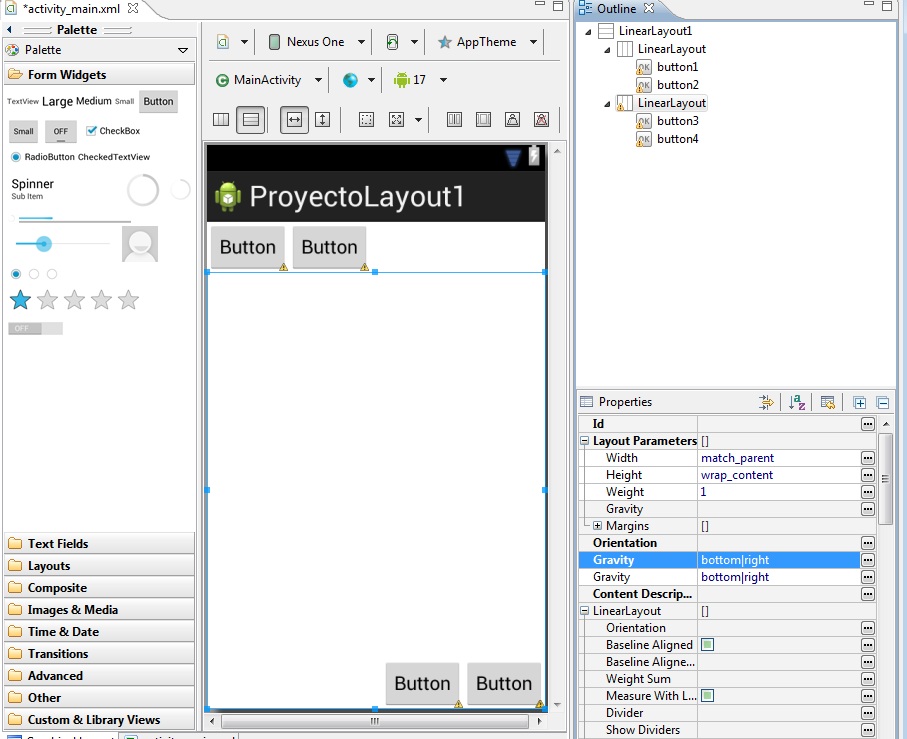 *activity_main.xml
Palette
Palette
Form Widgets
TextView Large Medium Small Button
Small OFF CheckBox
RadioButton CheckedTextView
Spinner
Sub Item
OFF
Text Fields
Layouts
Composite
Images & Media
Time & Date
Transitions
Advanced
Other
Custom & Library Views
Nexus One AppTheme
MainActivity 17
ProyectoLayout1
Button Button
Button Button
Outline
LinearLayout1
LinearLayout
button1
button2
LinearLayout
button3
button4
Properties
Id
Layout Parameters []
Width match_parent
Height wrap_content
Weight 1
Gravity
Margins []
Orientation
Gravity bottom|right
Gravity bottom|right
Content Descrip...
LinearLayout []
Orientation
Baseline Aligned
Baseline Aligne...
Weight Sum
Measure With L...
Divider
Show Dividers